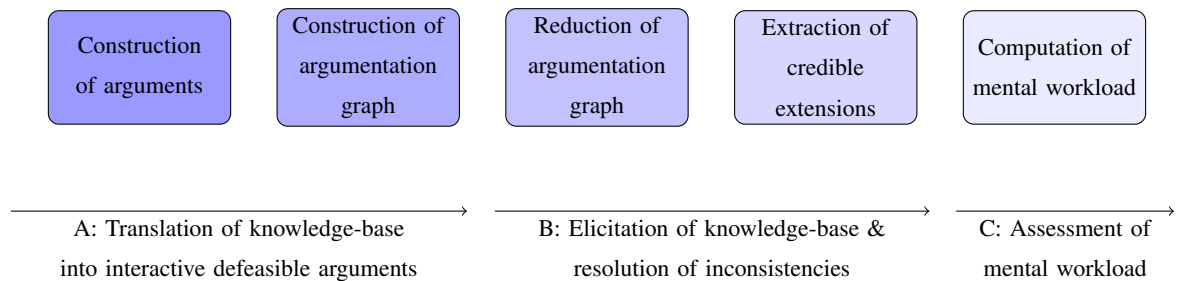 Construction
of arguments
Construction of
argumentation
graph
Reduction of
argumentation
graph
Extraction of
credible
extensions
Computation of
mental workload
A: Translation of knowledge-base
into interactive defeasible arguments
B: Elicitation of knowledge-base &
resolution of inconsistencies
C: Assessment of
mental workload